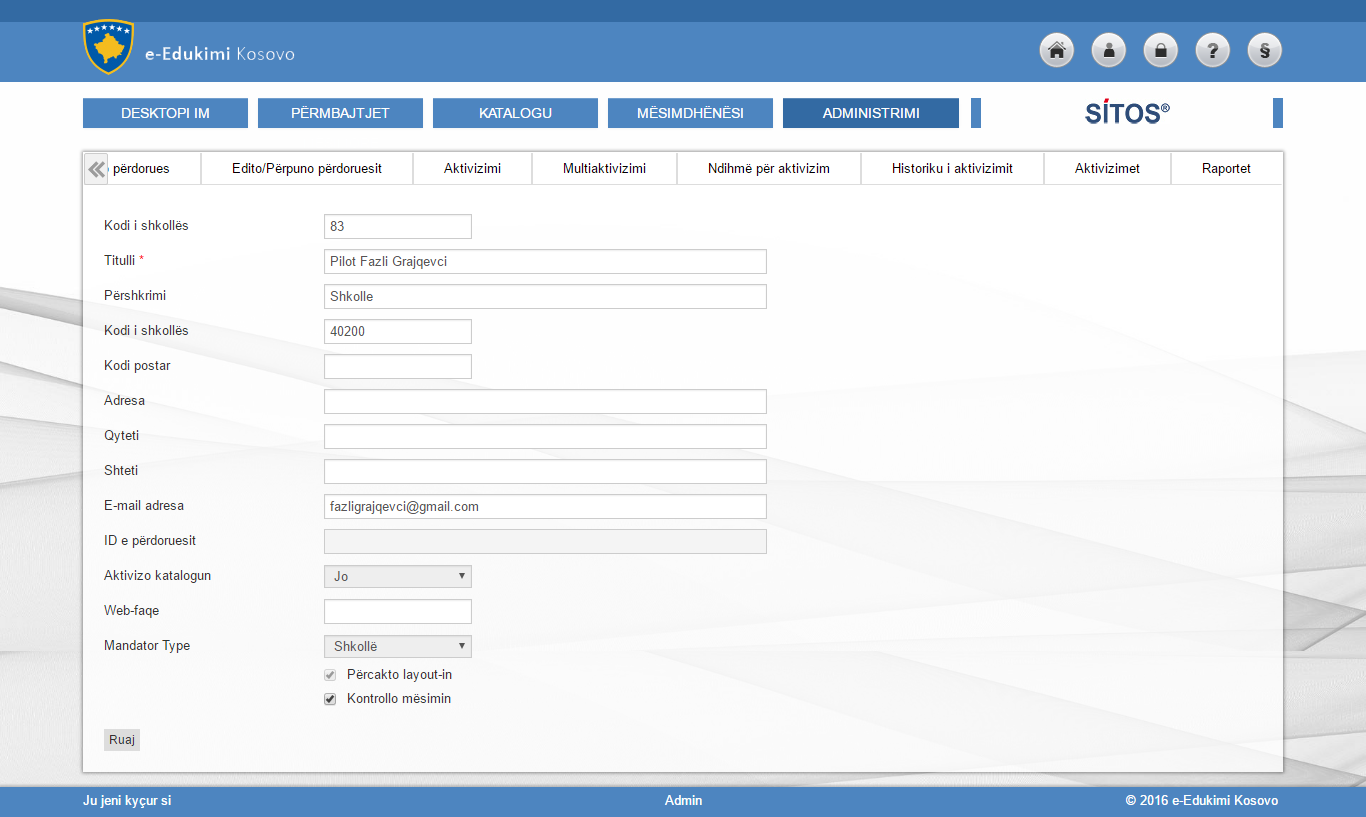 e-Edukimi Kosovo
DESKTOPI IM PËRMBAJTJET KATALOGU MËSIMDHËNËSI ADMINISTRIMI SİTOS®
përdorues Edito/Përpuno përdoruesit Aktivizimi Multiaktivizimi Ndihmë për aktivizim Historiku i aktivizimit Aktivizimet Raportet
Kodi i shkollës 83
Titulli * Pilot Fazli Grajqevci
Përshkrimi Shkolle
Kodi i shkollës 40200
Kodi postar
Adresa
Qyteti
Shteti
E-mail adresa fazligrajqevci@gmail.com
ID e përdoruesit
Aktivizo katalogun Jo
Web-faqe
Mandator Type Shkollë
Përcakto layout-in
Kontrollo mësimin
Ruaj
Ju jeni kyçur si Admin © 2016 e-Edukimi Kosovo